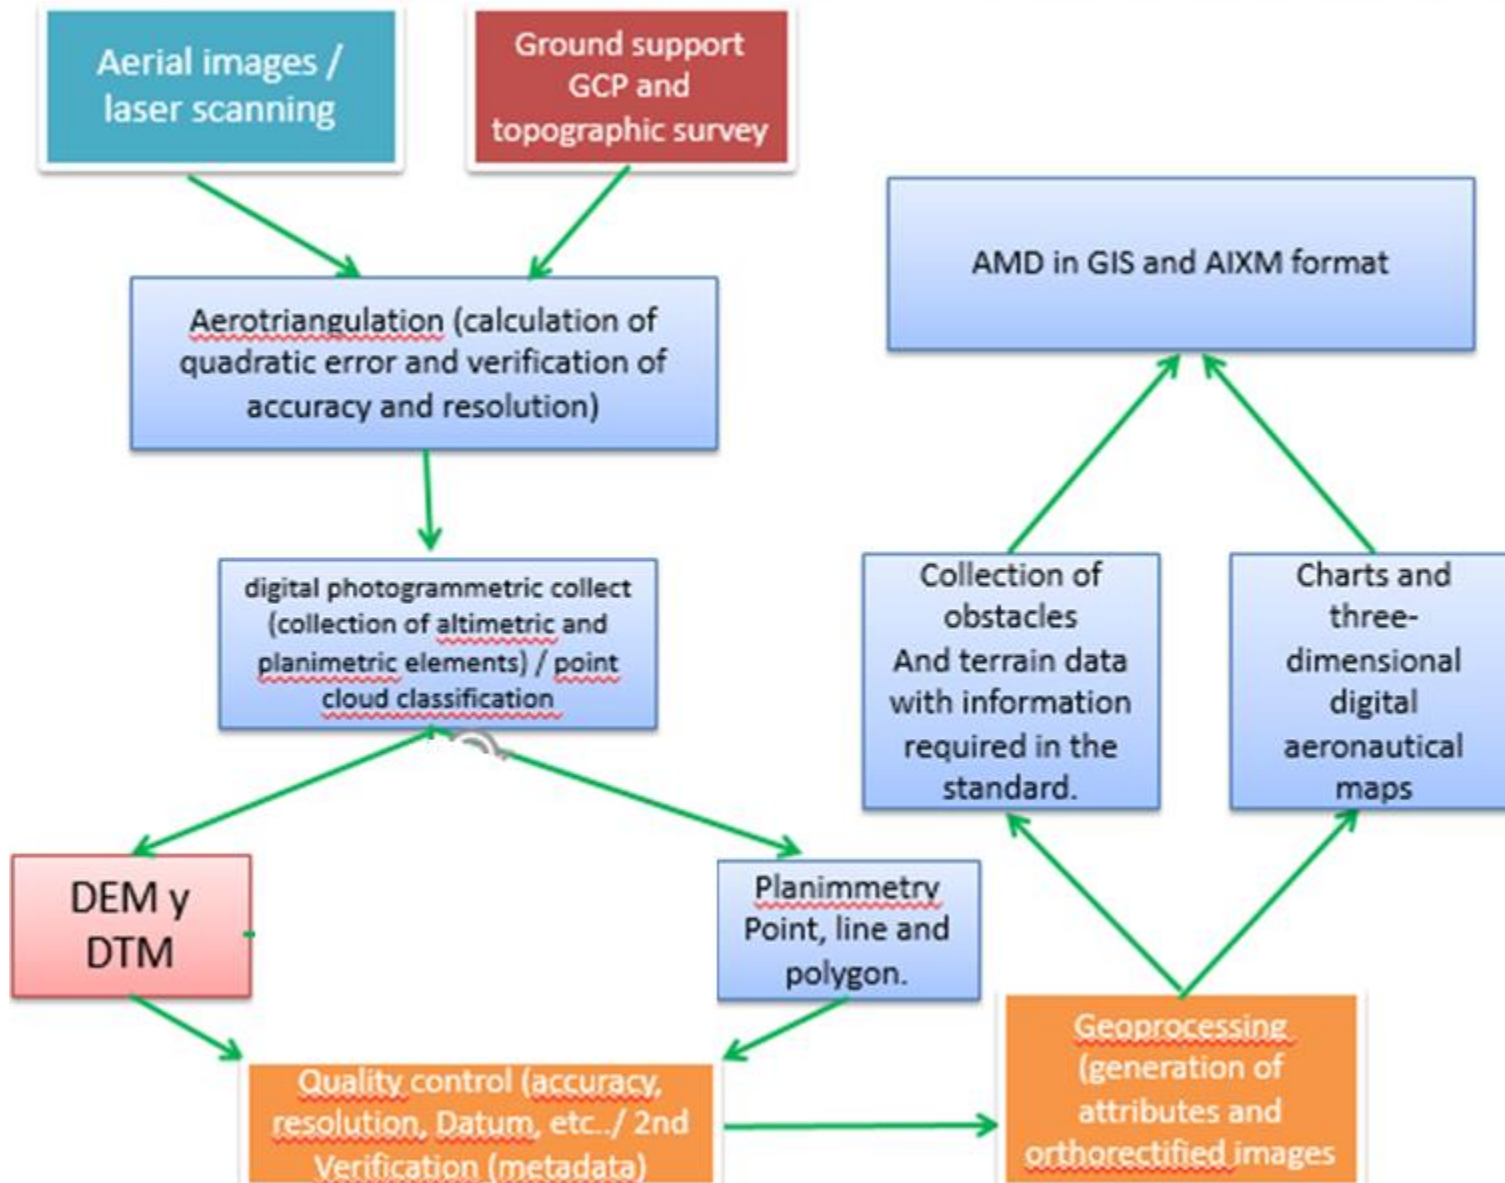 Aerial images /
laser scanning
Ground support
GCP and
topographic survey
Aerotriangulation (calculation of
quadratic error and verification of
accuracy and resolution)
digital photogrammetric collect
(collection of altimetric and
planimetric elements) / point
cloud classification
DEM y
DTM
Planimmetry
Point, line and
polygon.
Quality control (accuracy,
resolution, Datum, etc../ 2nd
Verification (metadata)
Geoprocessing
(generation of
attributes and
orthorectified images
Collection of
obstacles
And terrain data
with information
required in the
standard.
Charts and
three-
dimensional
digital
aeronautical
maps
AMD in GIS and AIXM format